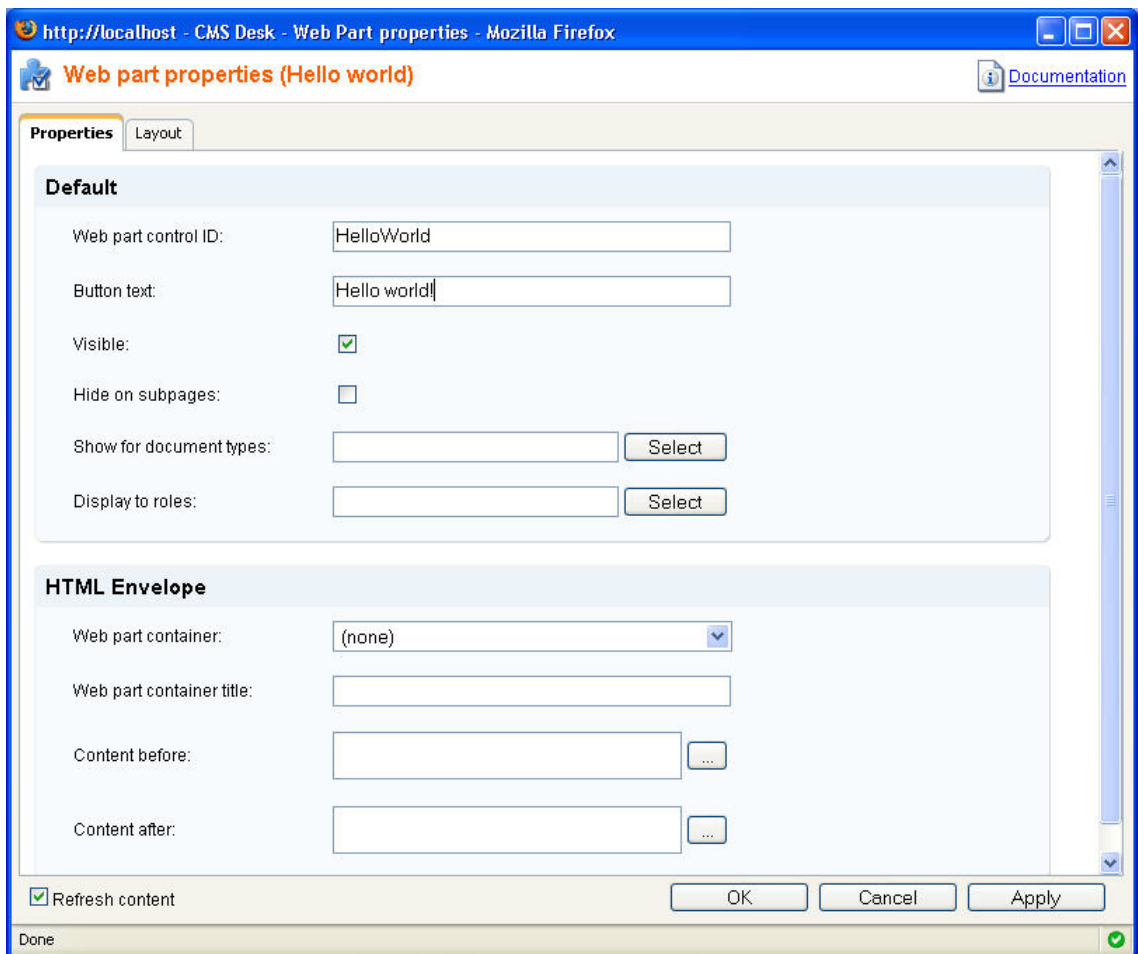 http://localhost - CMS Desk - Web Part properties - Mozilla Firefox
Web part properties (Hello world)
Documentation
Properties Layout
Default
Web part control ID: HelloWorld
Button text: Hello world!
Visible:
Hide on subpages:
Show for document types: Select
Display to roles: Select
HTML Envelope
Web part container: (none)
Web part container title:
Content before: ...
Content after: ...
Refresh content OK Cancel Apply
Done